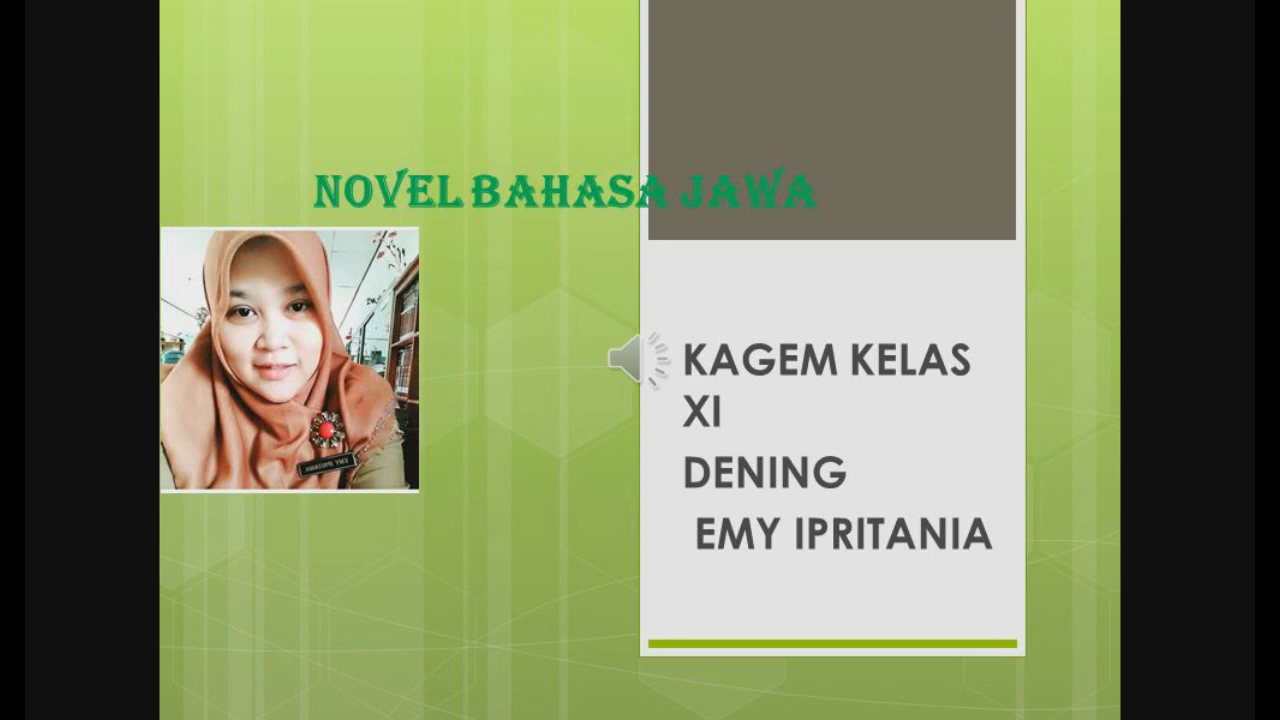 NOVEL BAHASA JAWA
KAGEM KELAS
XI
DENING
EMY IPRITANIA